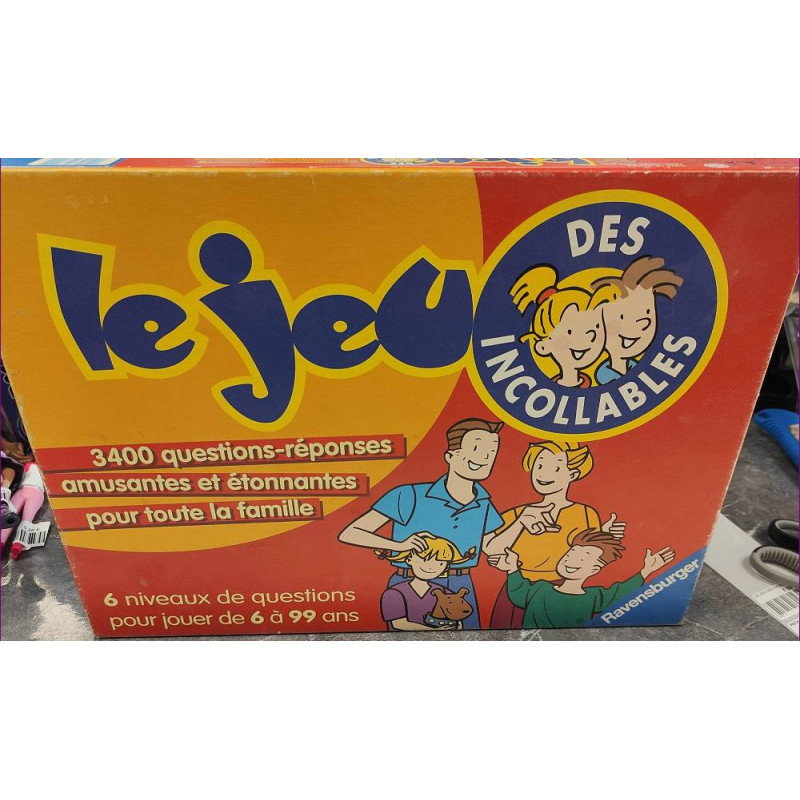 le jeu
DES
INCOLLABLES
3400 questions-réponses
amusantes et étonnantes
pour toute la famille
6 niveaux de questions
pour jouer de 6 à 99 ans
Ravensburger